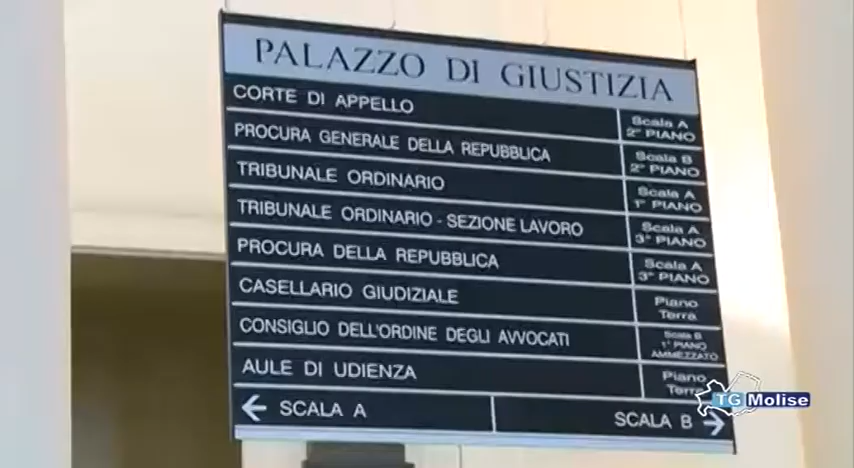 PALAZZO DI GIUSTIZIA
CORTE DI APPELLO
Scala A
2° PIANO
PROCURA GENERALE DELLA REPUBBLICA
Scala B
2° PIANO
TRIBUNALE ORDINARIO
Scala A
1° PIANO
TRIBUNALE ORDINARIO - SEZIONE LAVORO
Scala A
3° PIANO
PROCURA DELLA REPUBBLICA
Scala A
3° PIANO
CASELLARIO GIUDIZIALE
Piano
Terra
CONSIGLIO DELL'ORDINE DEGLI AVVOCATI
Scala B
1° PIANO
AMMEZZATO
AULE DI UDIENZA
Piano
Terra
← SCALA A
SCALA B →
TG Molise